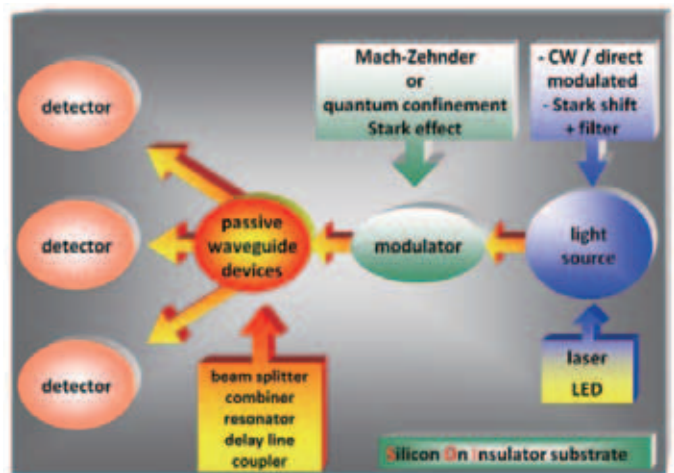 detector
Mach-Zehnder
or
quantum confinement
Stark effect
- CW / direct
modulated
- Stark shift
+ filter
detector
passive
waveguide
devices
modulator
light
source
detector
beam splitter
combiner
resonator
delay line
coupler
laser
LED
Silicon On Insulator substrate